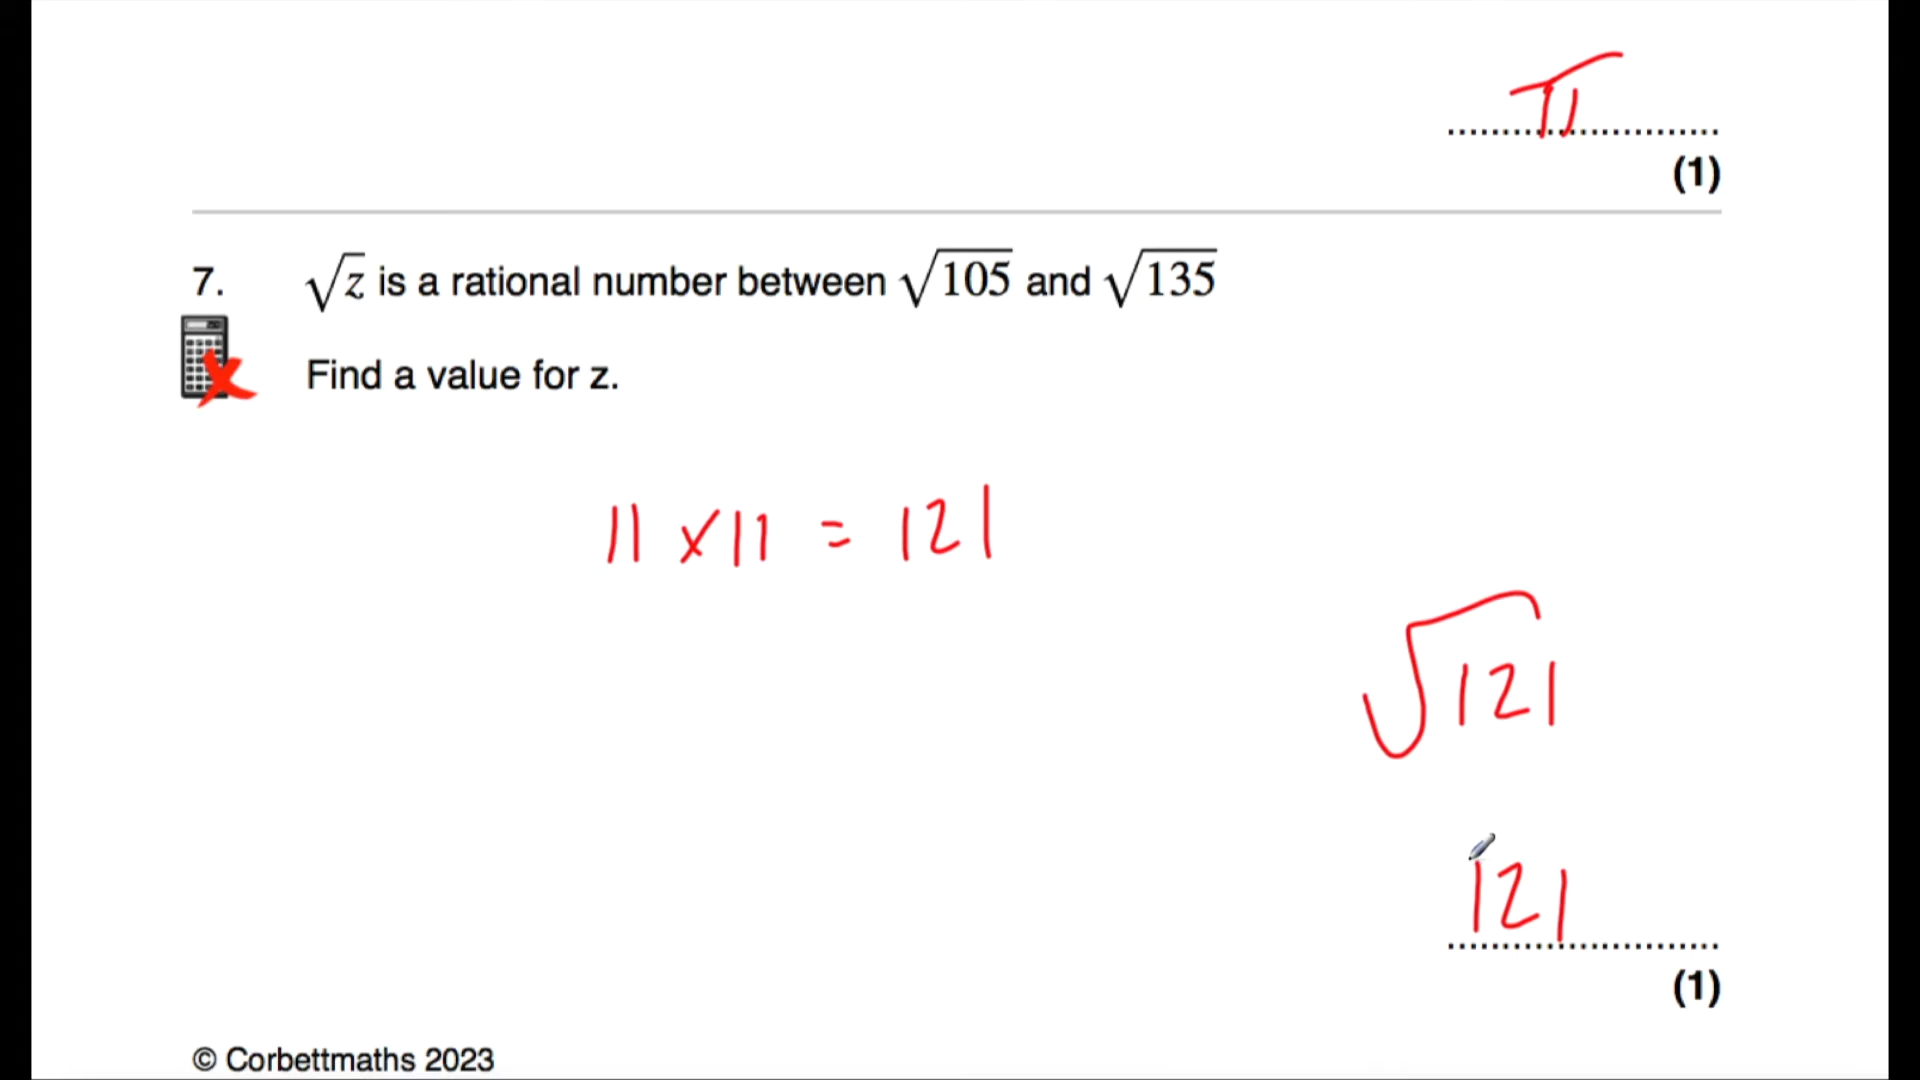 π
(1)
7. √z is a rational number between √105 and √135
Find a value for z.
11 × 11 = 121
√121
121
(1)
© Corbettmaths 2023